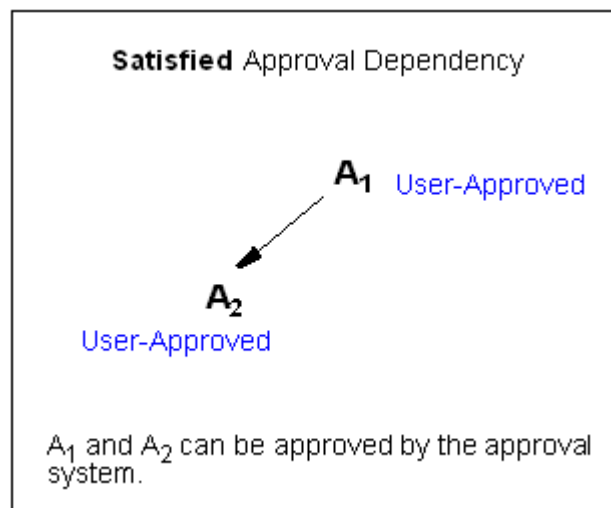 Satisfied Approval Dependency
A₁ User-Approved
A₂
User-Approved
A₁ and A₂ can be approved by the approval
system.